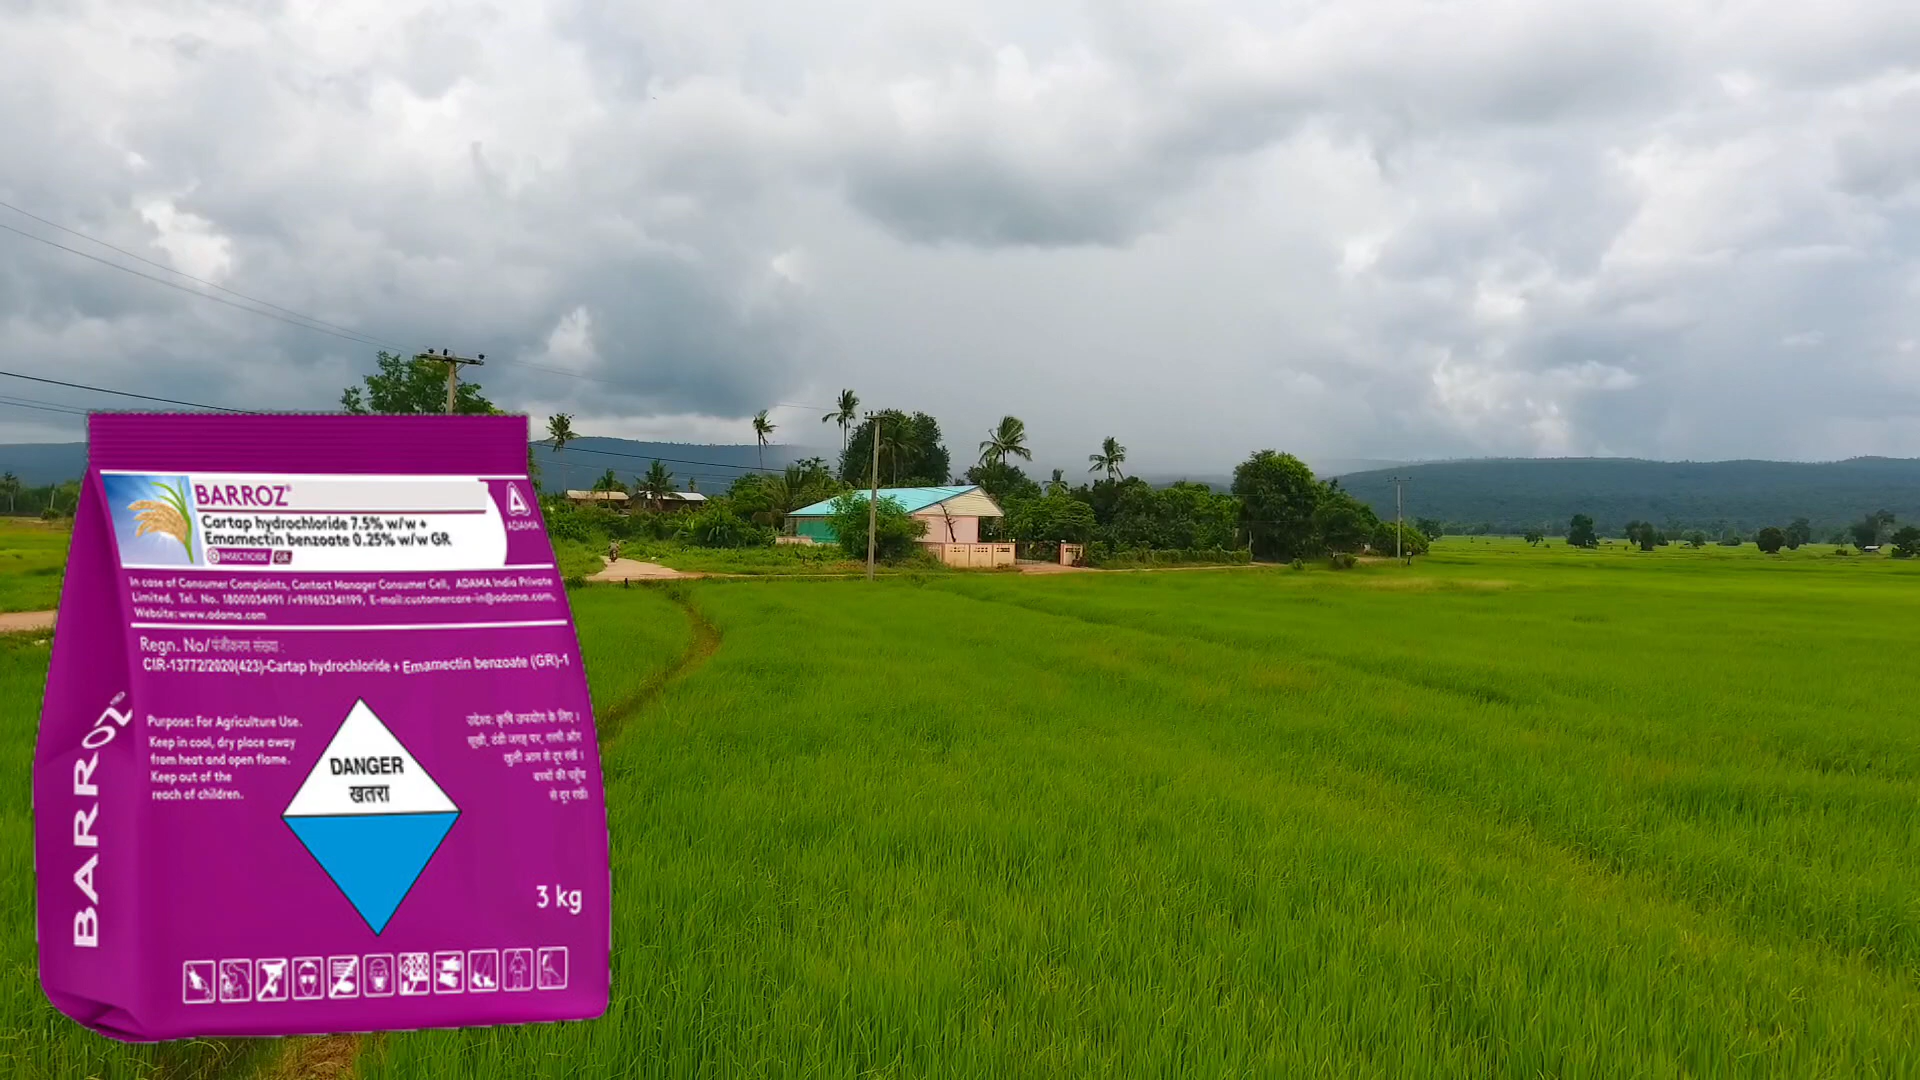 BARROZ®
Cartap hydrochloride 7.5% w/w +
Emamectin benzoate 0.25% w/w GR
INSECTICIDE GR
ADAMA
In case of Consumer Complaints, Contact Manager Consumer Cell, ADAMA India Private
Limited, Tel. No. 18001034991 /+919652341199, E-mail:customercare-in@adama.com,
Website: www.adama.com
Regn. No/पंजीकरण संख्या :
CIR-13772/2020(423)-Cartap hydrochloride + Emamectin benzoate (GR)-1
Purpose: For Agriculture Use.
Keep in cool, dry place away
from heat and open flame.
Keep out of the
reach of children.
DANGER
खतरा
उद्देश्य: कृषि उपयोग के लिए।
सूखी, ठंडी जगह पर, गरमी और
खुली आग से दूर रखें।
बच्चों की पहुँच
से दूर रखें।
3 kg
BARROZ